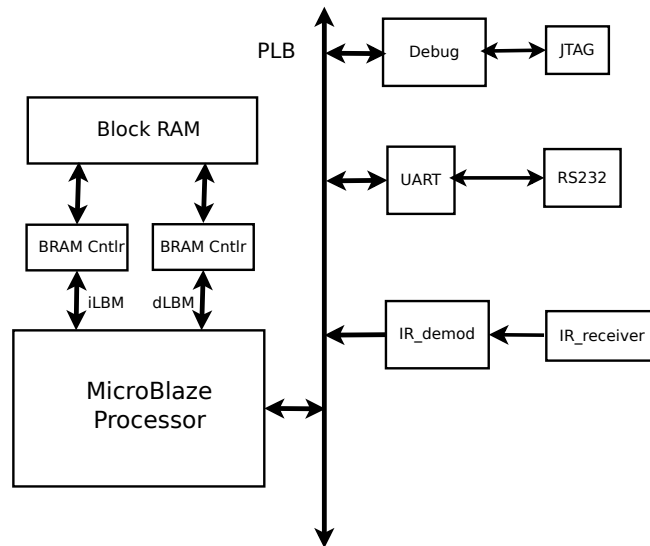 PLB
Debug
JTAG
Block RAM
UART
RS232
BRAM Cntlr
BRAM Cntlr
iLBM
dLBM
IR_demod
IR_receiver
MicroBlaze
Processor